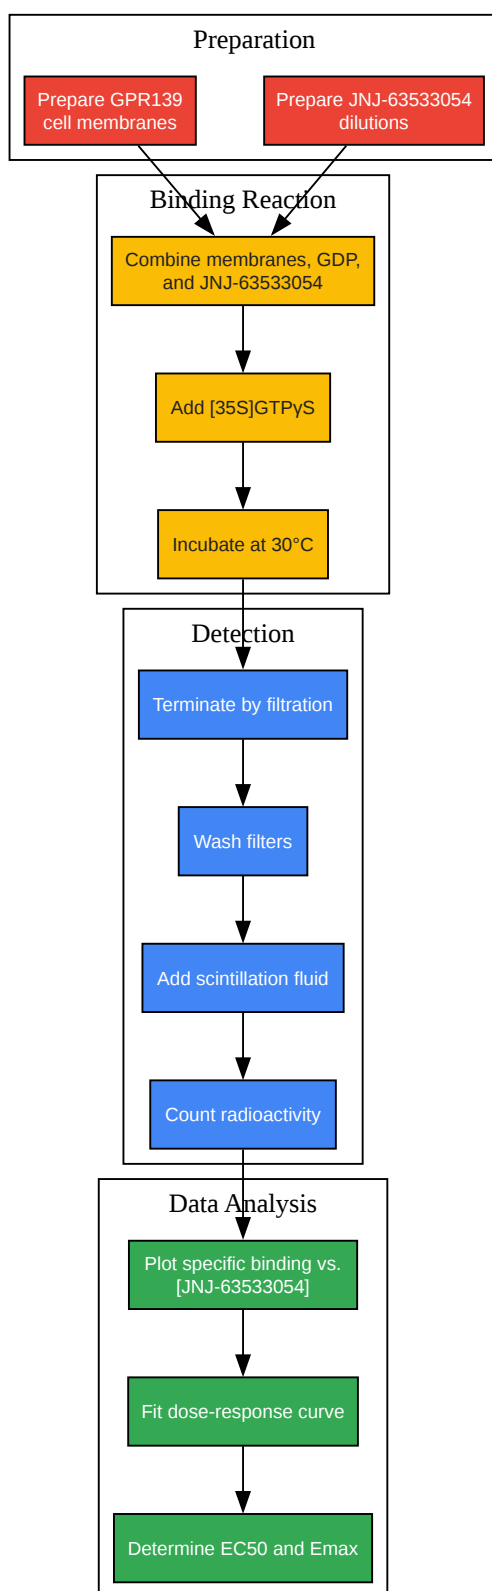 Preparation
Prepare GPR139
cell membranes
Prepare JNJ-63533054
dilutions
Binding Reaction
Combine membranes, GDP,
and JNJ-63533054
Add [35S]GTPγS
Incubate at 30°C
Detection
Terminate by filtration
Wash filters
Add scintillation fluid
Count radioactivity
Data Analysis
Plot specific binding vs.
[JNJ-63533054]
Fit dose-response curve
Determine EC50 and Emax